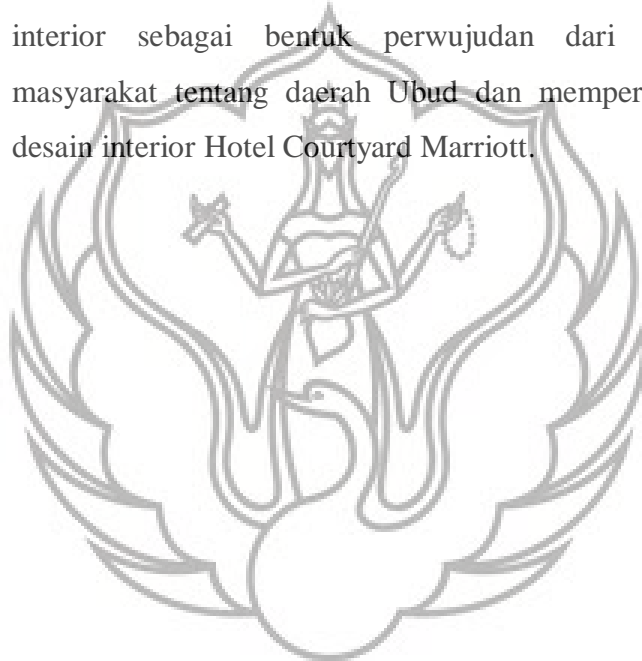 interior sebagai bentuk perwujudan dari
masyarakat tentang daerah Ubud dan memper
desain interior Hotel Courtyard Marriott.